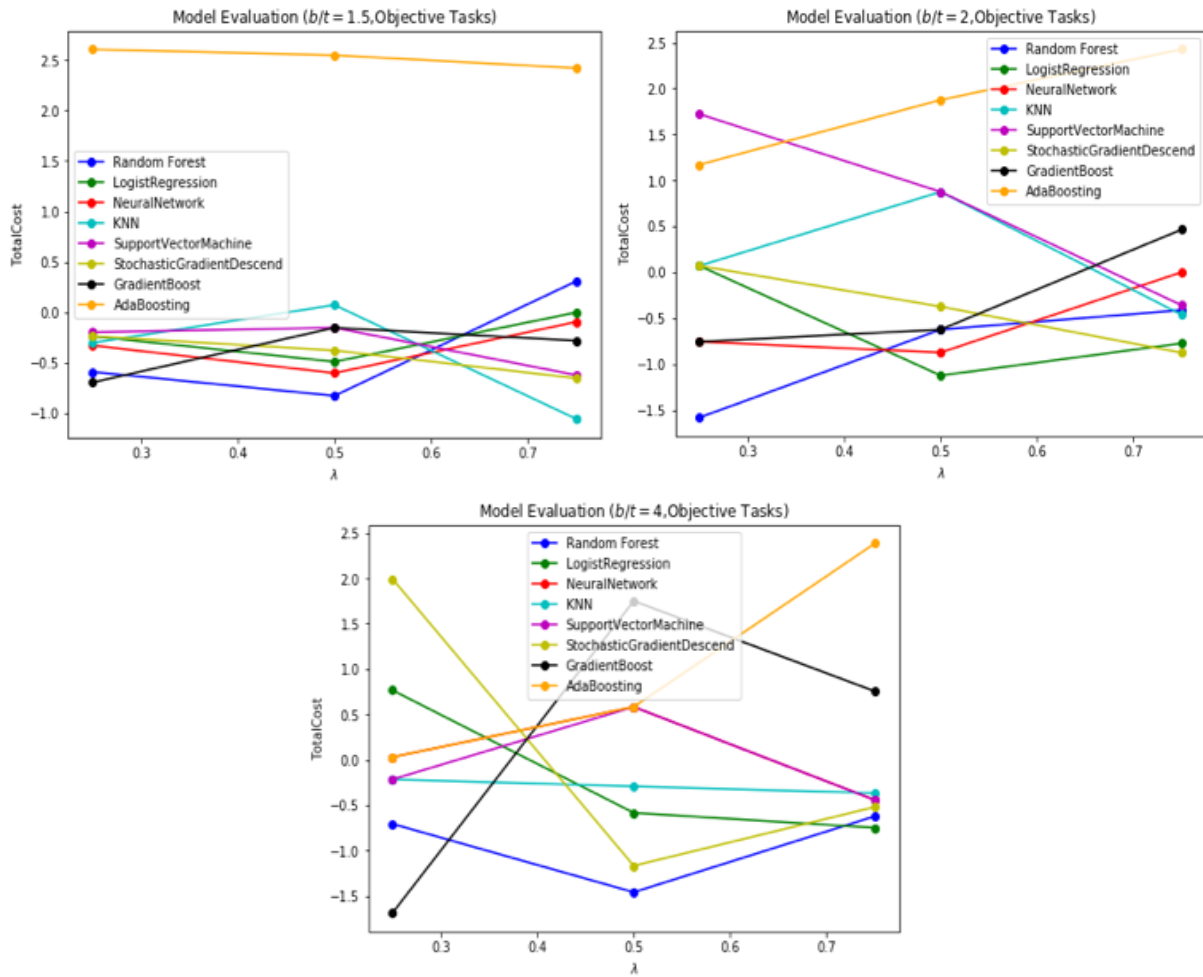 Model Evaluation (b/t = 1.5,Objective Tasks)
TotalCost
2.5
2.0
1.5
1.0
0.5
0.0
−0.5
−1.0
Random Forest
LogistRegression
NeuralNetwork
KNN
SupportVectorMachine
StochasticGradientDescend
GradientBoost
AdaBoosting
0.3
0.4
0.5
0.6
0.7
λ
Model Evaluation (b/t = 2,Objective Tasks)
TotalCost
2.5
2.0
1.5
1.0
0.5
0.0
−0.5
−1.0
−1.5
Random Forest
LogistRegression
NeuralNetwork
KNN
SupportVectorMachine
StochasticGradientDescend
GradientBoost
AdaBoosting
0.3
0.4
0.5
0.6
0.7
λ
Model Evaluation (b/t = 4,Objective Tasks)
TotalCost
2.5
2.0
1.5
1.0
0.5
0.0
−0.5
−1.0
−1.5
Random Forest
LogistRegression
NeuralNetwork
KNN
SupportVectorMachine
StochasticGradientDescend
GradientBoost
AdaBoosting
0.3
0.4
0.5
0.6
0.7
λ